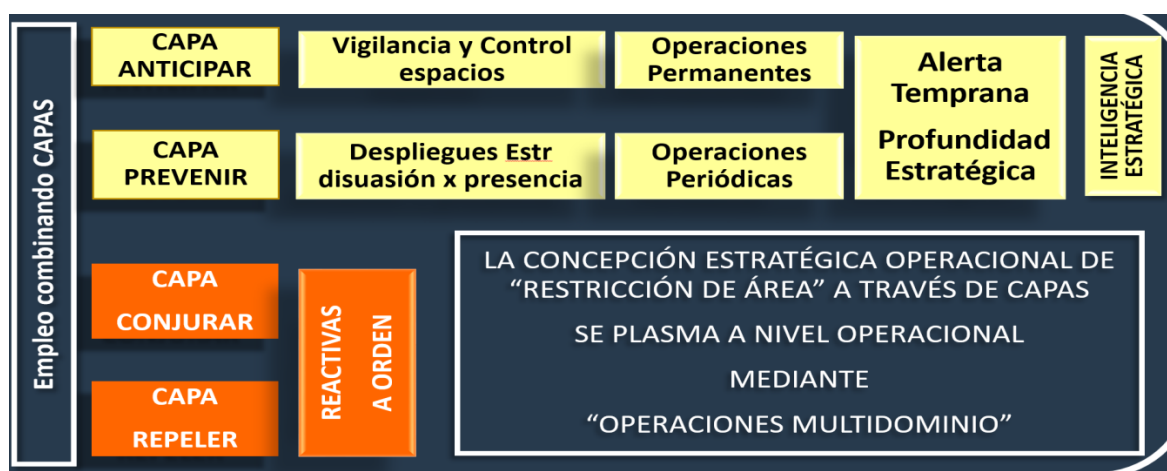 Empleo combinando CAPAS
CAPA
ANTICIPAR
Vigilancia y Control
espacios
Operaciones
Permanentes
Alerta
Temprana
Profundidad
Estratégica
INTELIGENCIA
ESTRATÉGICA
CAPA
PREVENIR
Despliegues Estr
disuasión x presencia
Operaciones
Periódicas
CAPA
CONJURAR
CAPA
REPELER
REACTIVAS
A ORDEN
LA CONCEPCIÓN ESTRATÉGICA OPERACIONAL DE
“RESTRICCIÓN DE ÁREA” A TRAVÉS DE CAPAS
SE PLASMA A NIVEL OPERACIONAL
MEDIANTE
“OPERACIONES MULTIDOMINIO”